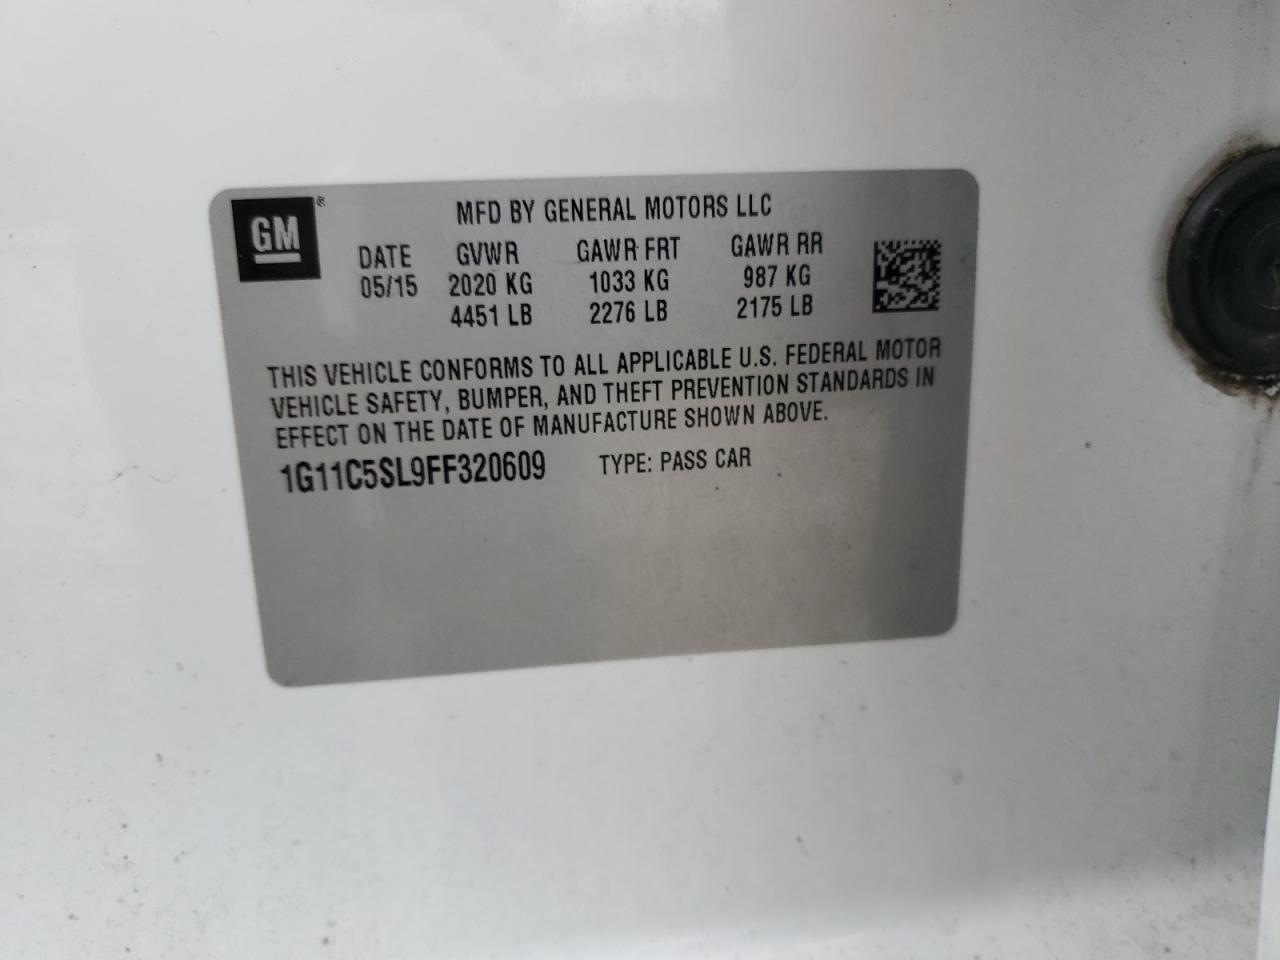 GM®
MFD BY GENERAL MOTORS LLC
DATE GVWR GAWR FRT GAWR RR
05/15 2020 KG 1033 KG 987 KG
4451 LB 2276 LB 2175 LB
THIS VEHICLE CONFORMS TO ALL APPLICABLE U.S. FEDERAL MOTOR
VEHICLE SAFETY, BUMPER, AND THEFT PREVENTION STANDARDS IN
EFFECT ON THE DATE OF MANUFACTURE SHOWN ABOVE.
1G11C5SL9FF320609 TYPE: PASS CAR